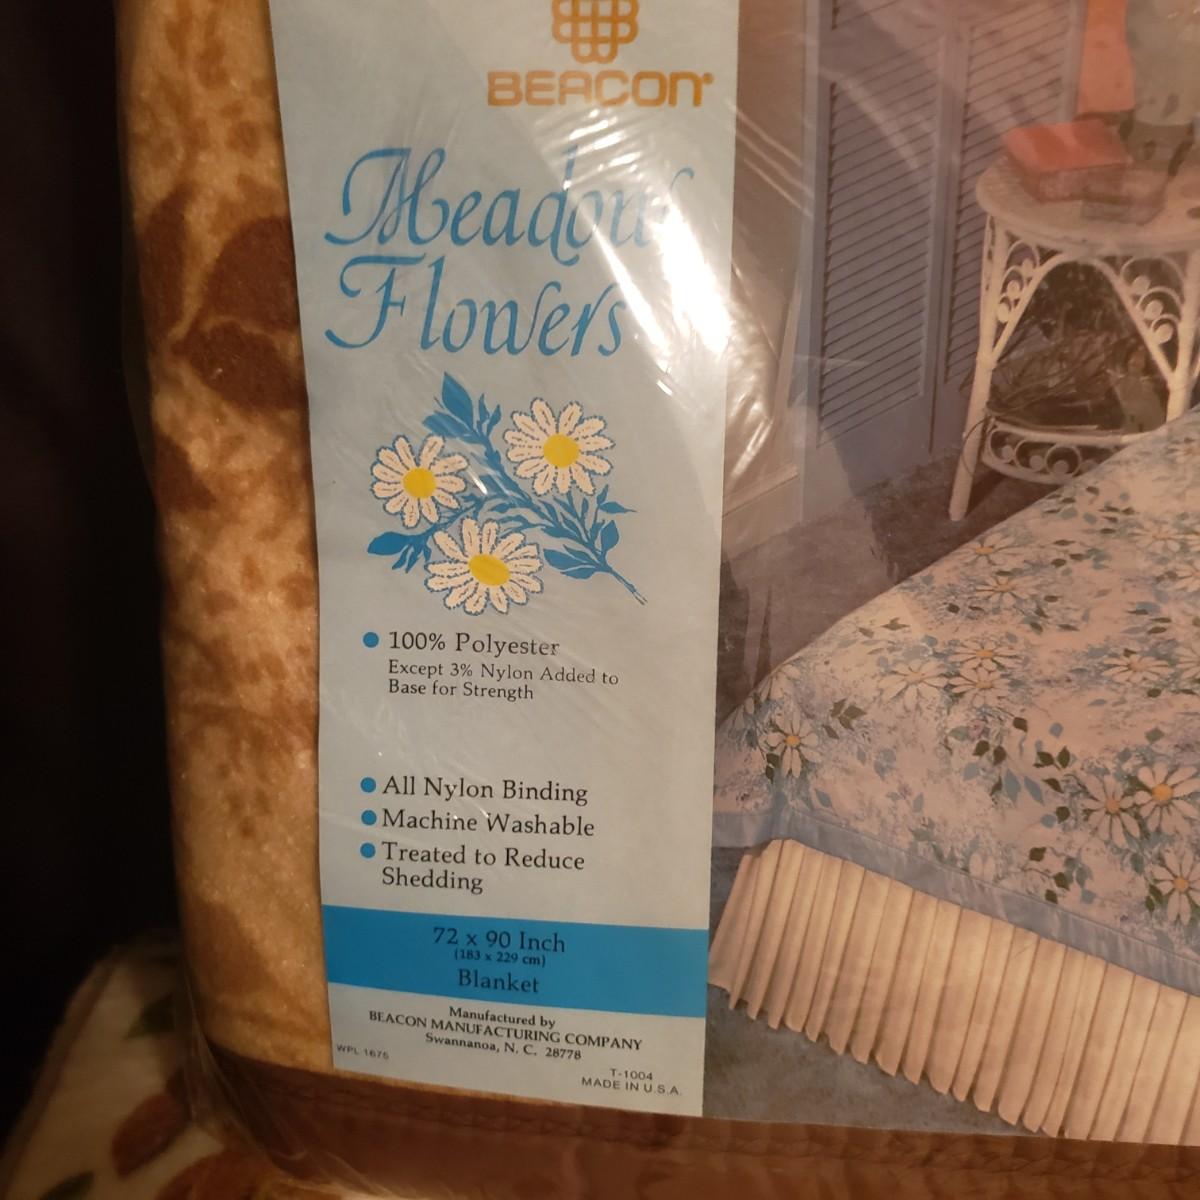 BEACON®
Meadow
Flowers
100% Polyester
Except 3% Nylon Added to
Base for Strength
All Nylon Binding
Machine Washable
Treated to Reduce
Shedding
72 x 90 Inch
(183 x 229 cm)
Blanket
Manufactured by
BEACON MANUFACTURING COMPANY
Swannanoa, N. C. 28778
WPL 1675
T-1004
MADE IN U.S.A.